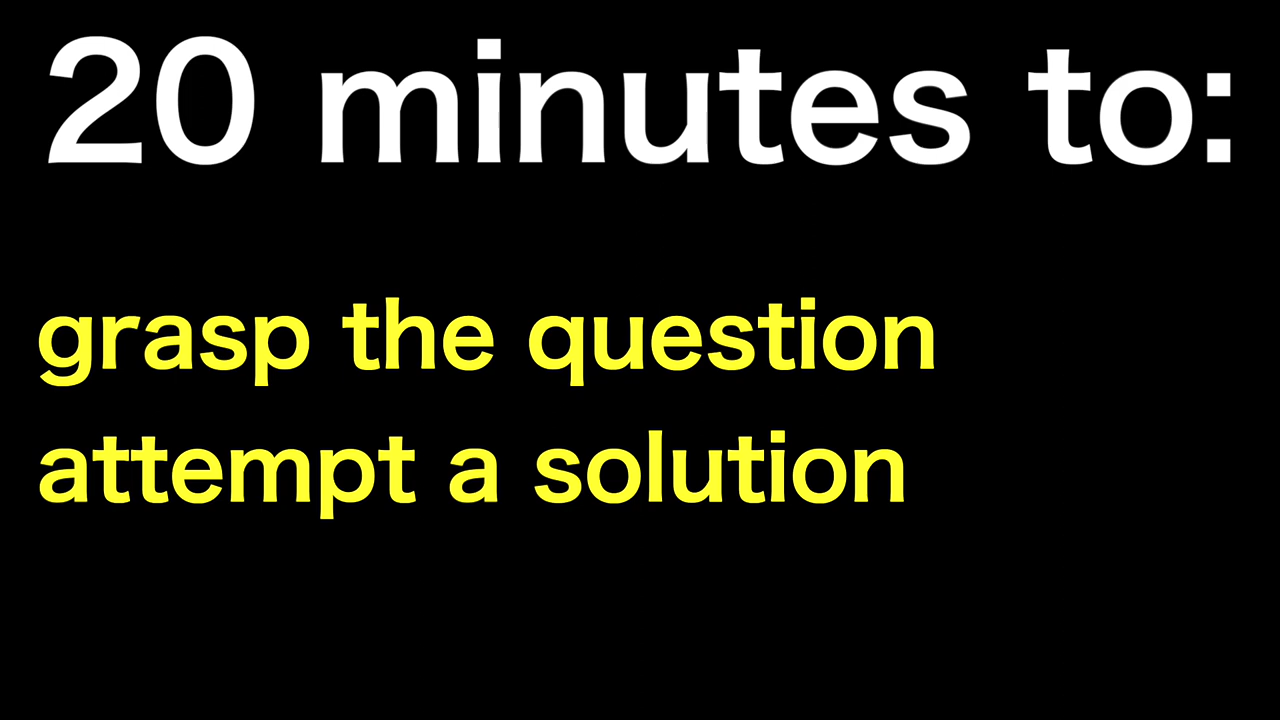 20 minutes to:
grasp the question
attempt a solution